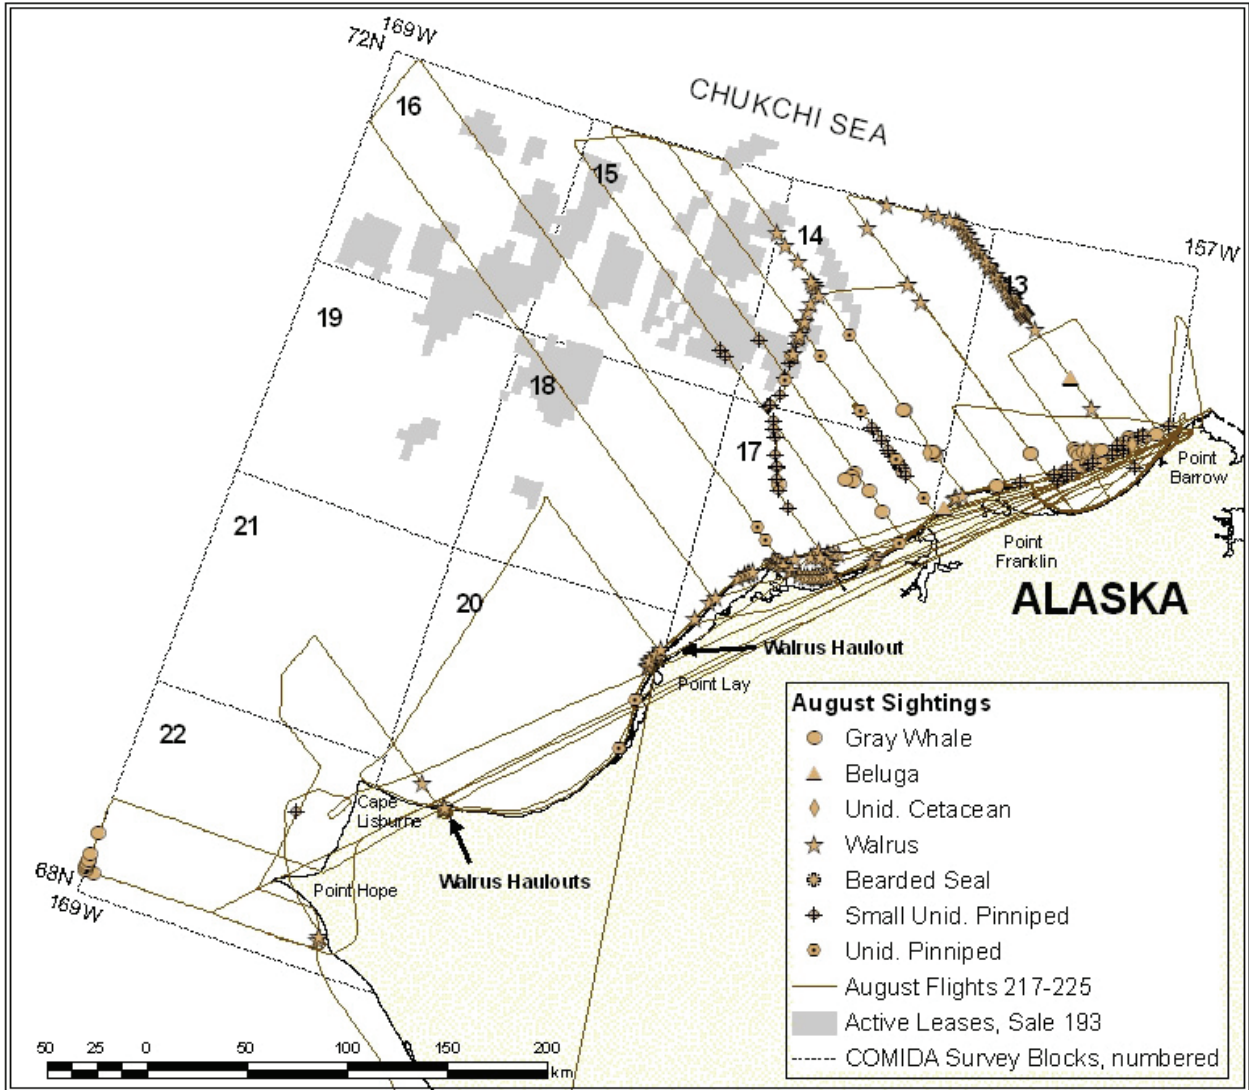 169W
72N
CHUKCHI SEA
16
15
14
13
157W
19
18
17
Point
Barrow
21
Point
Franklin
20
ALASKA
Walrus Haulout
Point Lay
22
Cape
Lisburne
68N
169W
Point Hope
Walrus Haulouts
August Sightings
Gray Whale
Beluga
Unid. Cetacean
Walrus
Bearded Seal
Small Unid. Pinniped
Unid. Pinniped
August Flights 217-225
Active Leases, Sale 193
COMIDA Survey Blocks, numbered
50 25 0 50 100 150 200
km